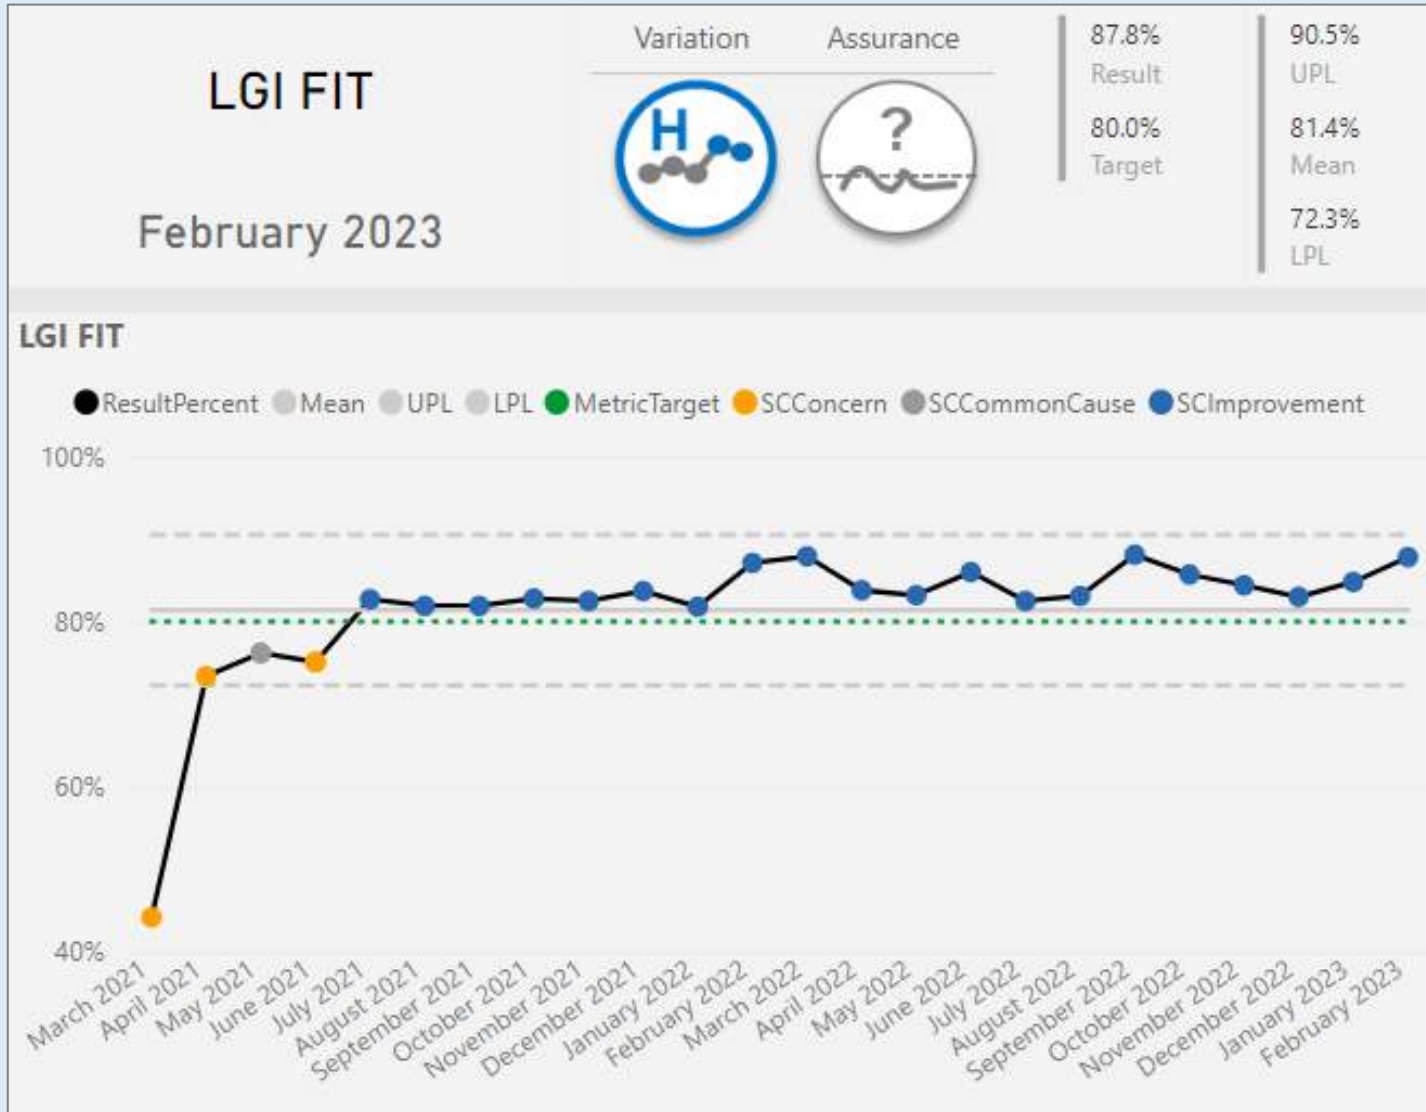 LGI FIT
February 2023
Variation
Assurance
H
?
87.8%
Result
80.0%
Target
90.5%
UPL
81.4%
Mean
72.3%
LPL
LGI FIT
ResultPercent Mean UPL LPL MetricTarget SCConcern SCCommonCause SCImprovement
100%
80%
60%
40%
March 2021
April 2021
May 2021
June 2021
July 2021
August 2021
September 2021
October 2021
November 2021
December 2021
January 2022
February 2022
March 2022
April 2022
May 2022
June 2022
July 2022
August 2022
September 2022
October 2022
November 2022
December 2022
January 2023
February 2023